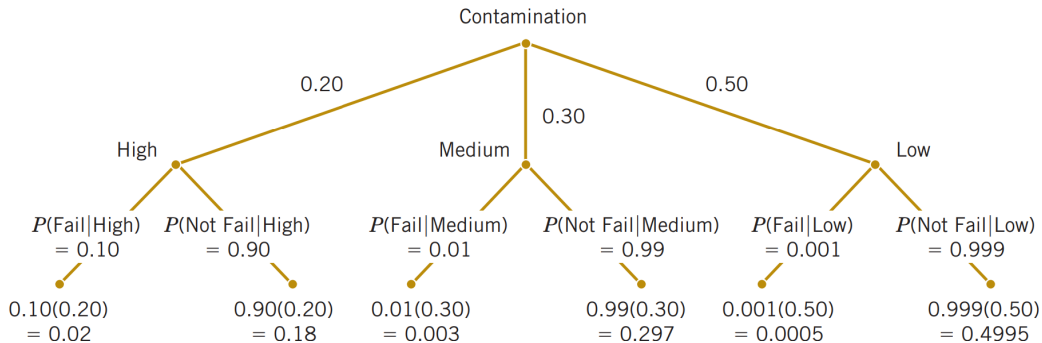 Contamination
0.20
0.50
0.30
High
Medium
Low
P(Fail|High)
= 0.10
P(Not Fail|High)
= 0.90
P(Fail|Medium)
= 0.01
P(Not Fail|Medium)
= 0.99
P(Fail|Low)
= 0.001
P(Not Fail|Low)
= 0.999
0.10(0.20)
= 0.02
0.90(0.20)
= 0.18
0.01(0.30)
= 0.003
0.99(0.30)
= 0.297
0.001(0.50)
= 0.0005
0.999(0.50)
= 0.4995